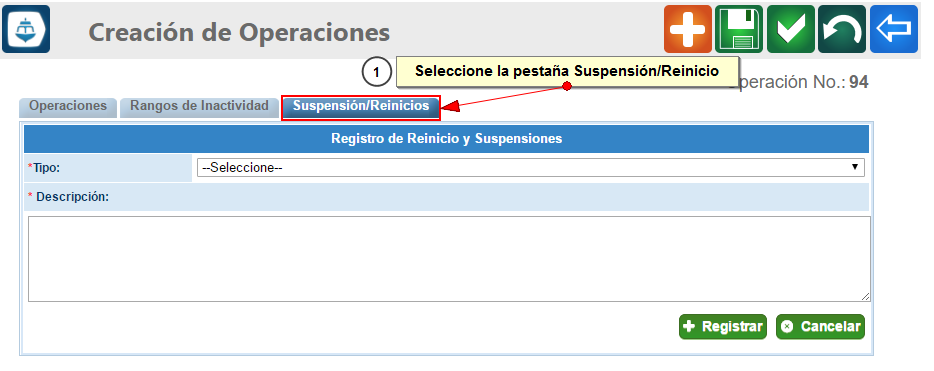 Creación de Operaciones
1
Seleccione la pestaña Suspensión/Reinicio
peración No.: 94
Operaciones
Rangos de Inactividad
Suspensión/Reinicios
Registro de Reinicio y Suspensiones
*Tipo:
--Seleccione--
* Descripción:
Registrar
Cancelar